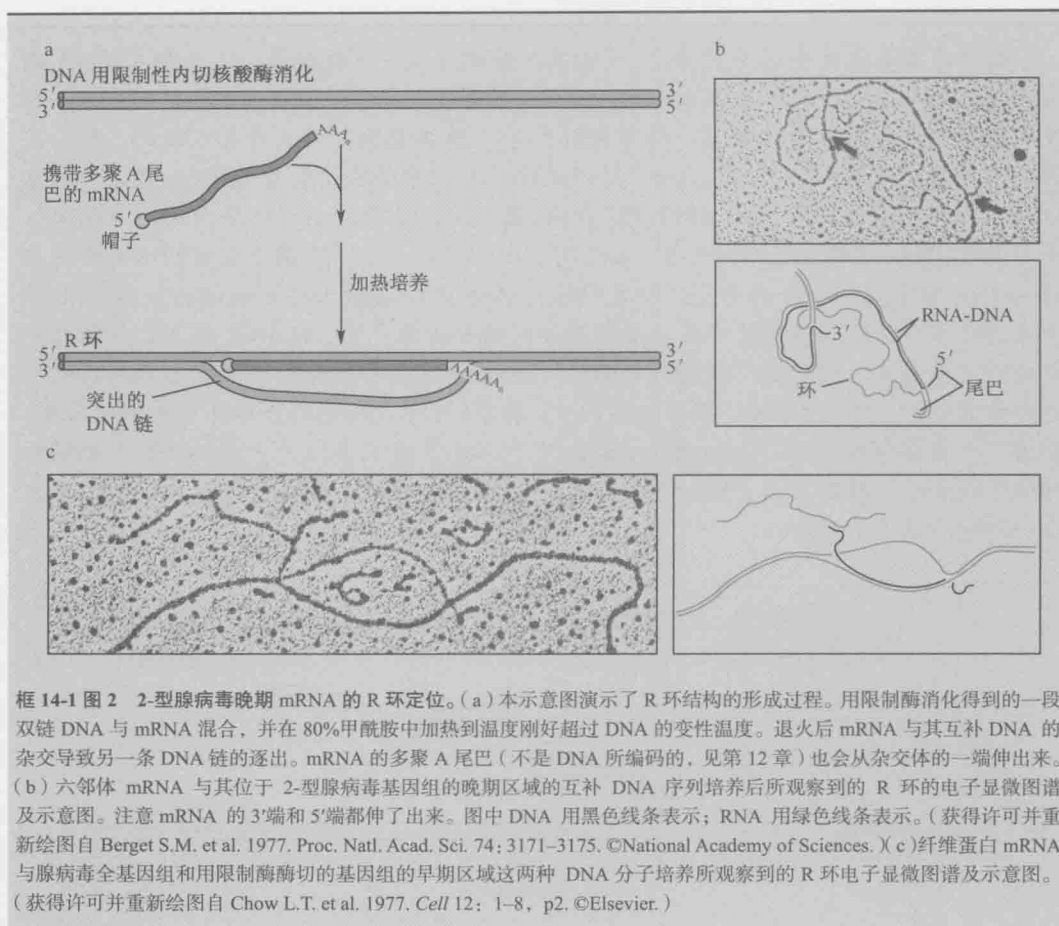 a
DNA 用限制性内切核酸酶消化
5′ 3′
3′ 5′
AAAn
携带多聚 A 尾
巴的 mRNA
5′
帽子
加热培养
R 环
5′ 3′
3′ 5′
AAAAAn
突出的
DNA 链
b
RNA-DNA
3′
5′
环
尾巴
c
框 14-1 图 2 2-型腺病毒晚期 mRNA 的 R 环定位。(a)本示意图演示了 R 环结构的形成过程。用限制酶消化得到的一段
双链 DNA 与 mRNA 混合，并在 80%甲酰胺中加热到温度刚好超过 DNA 的变性温度。退火后 mRNA 与其互补 DNA 的
杂交导致另一条 DNA 链的逐出。mRNA 的多聚 A 尾巴（不是 DNA 所编码的，见第 12 章）也会从杂交体的一端伸出来。
(b) 六邻体 mRNA 与其位于 2-型腺病毒基因组的晚期区域的互补 DNA 序列培养后所观察到的 R 环的电子显微图谱
及示意图。注意 mRNA 的 3′端和 5′端都伸了出来。图中 DNA 用黑色线条表示；RNA 用绿色线条表示。（获得许可并重
新绘图自 Berget S.M. et al. 1977. Proc. Natl. Acad. Sci. 74: 3171–3175. ©National Academy of Sciences.）(c)纤维蛋白 mRNA
与腺病毒全基因组和用限制酶酶切的基因组的早期区域这两种 DNA 分子培养所观察到的 R 环电子显微图谱及示意图。
（获得许可并重新绘图自 Chow L.T. et al. 1977. Cell 12：1–8，p2. ©Elsevier.）